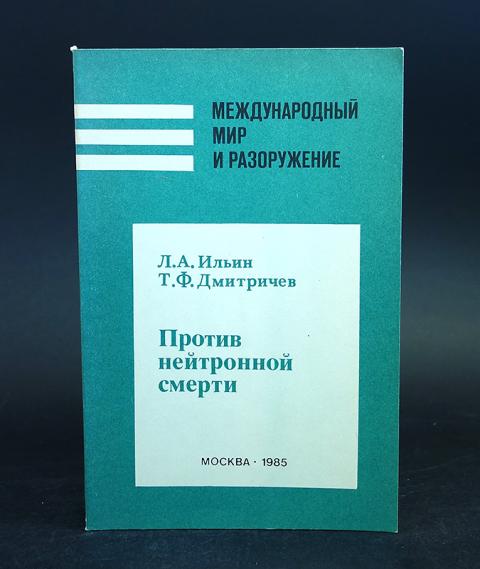 МЕЖДУНАРОДНЫЙ
МИР
И РАЗОРУЖЕНИЕ
Л.А. Ильин
Т.Ф. Дмитричев
Против
нейтронной
смерти
МОСКВА · 1985